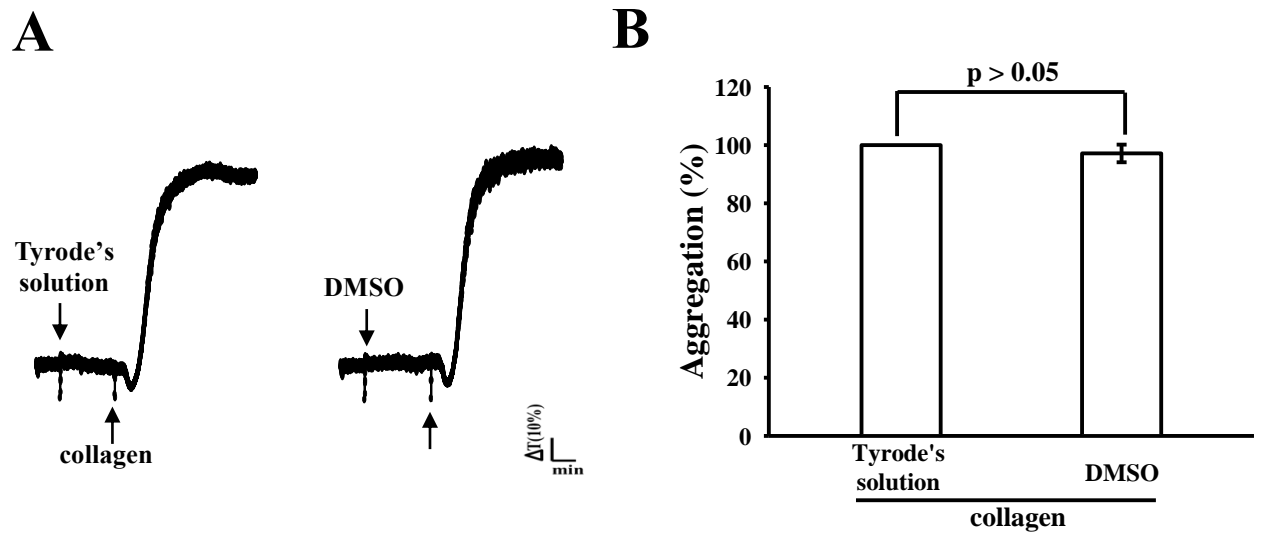 A
Tyrode’s
solution
DMSO
collagen
ΔT(10%)
min
B
p > 0.05
Aggregation (%)
120
100
80
60
40
20
0
Tyrode's
solution
DMSO
collagen